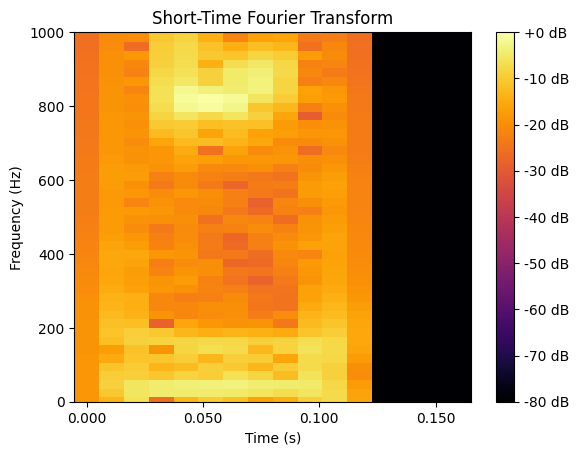 Short-Time Fourier Transform
1000
800
600
400
200
0
Frequency (Hz)
0.000
0.050
0.100
0.150
Time (s)
+0 dB
-10 dB
-20 dB
-30 dB
-40 dB
-50 dB
-60 dB
-70 dB
-80 dB